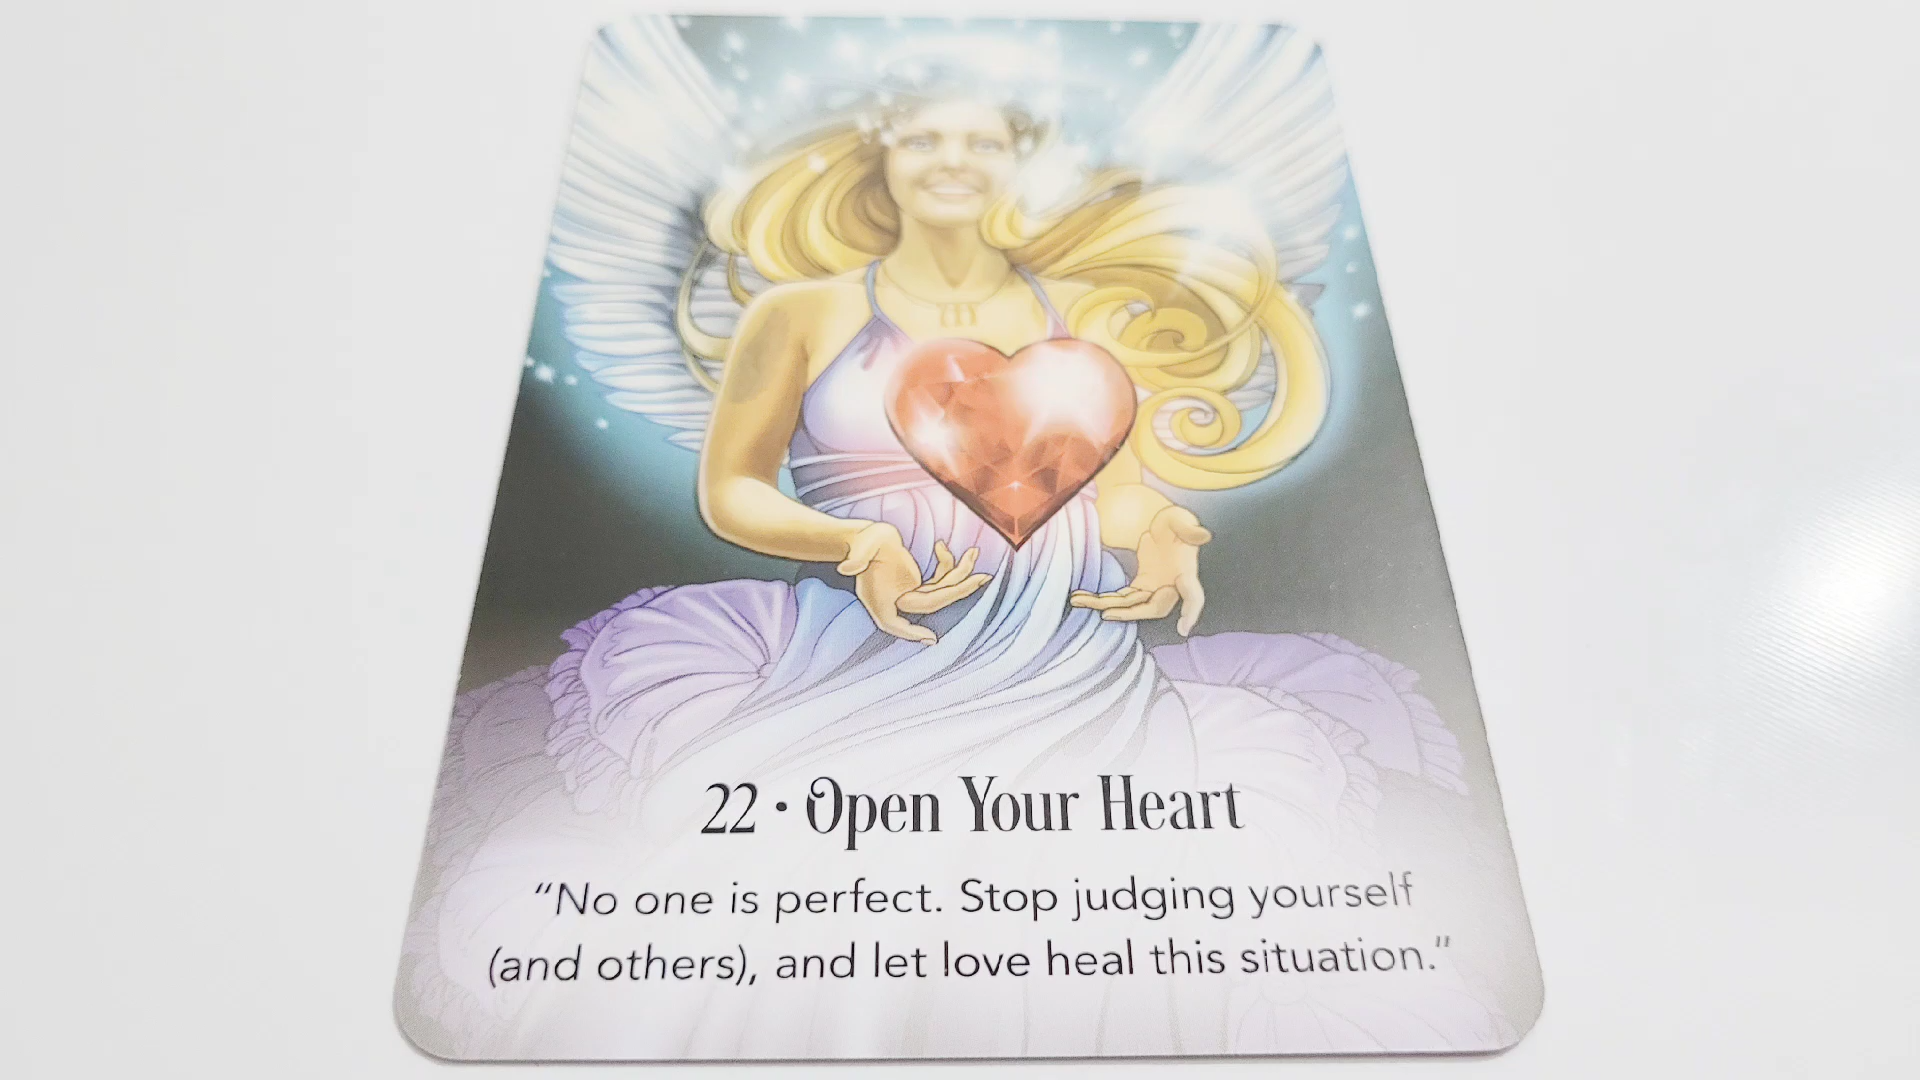 22 · Open Your Heart
“No one is perfect. Stop judging yourself
(and others), and let love heal this situation.”